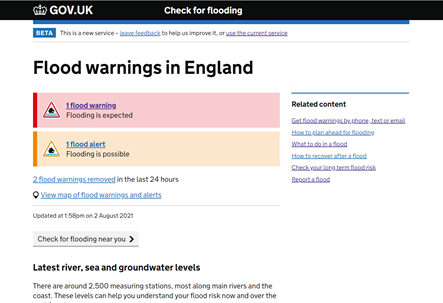 GOV.UK
Check for flooding
BETA This is a new service – leave feedback to help us improve it, or use the current service
Flood warnings in England
1 flood warning
Flooding is expected
1 flood alert
Flooding is possible
2 flood warnings removed in the last 24 hours
View map of flood warnings and alerts
Updated at 1:58pm on 2 August 2021
Check for flooding near you
Latest river, sea and groundwater levels
There are around 2,500 measuring stations, most along main rivers and the
coast. These levels can help you understand your flood risk now and over the
Related content
Get flood warnings by phone, text or email
How to plan ahead for flooding
What to do in a flood
How to recover after a flood
Check your long term flood risk
Report a flood